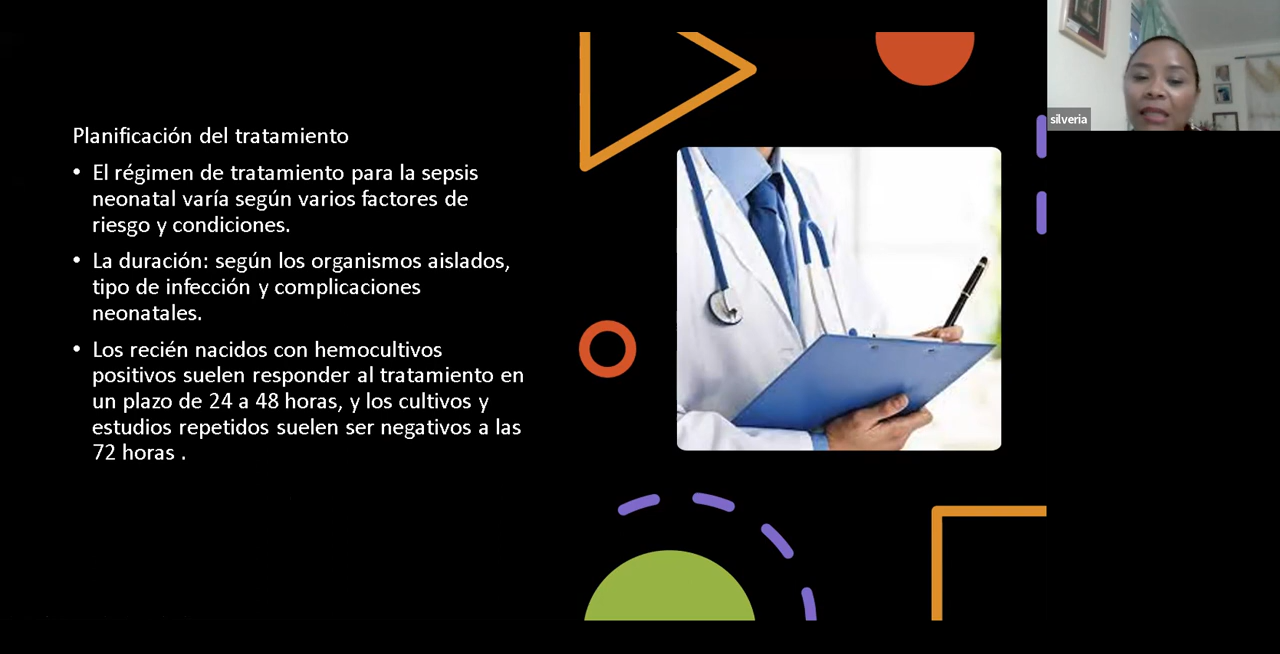 Planificación del tratamiento
• El régimen de tratamiento para la sepsis
neonatal varía según varios factores de
riesgo y condiciones.
• La duración: según los organismos aislados,
tipo de infección y complicaciones
neonatales.
• Los recién nacidos con hemocultivos
positivos suelen responder al tratamiento en
un plazo de 24 a 48 horas, y los cultivos y
estudios repetidos suelen ser negativos a las
72 horas .
silveria